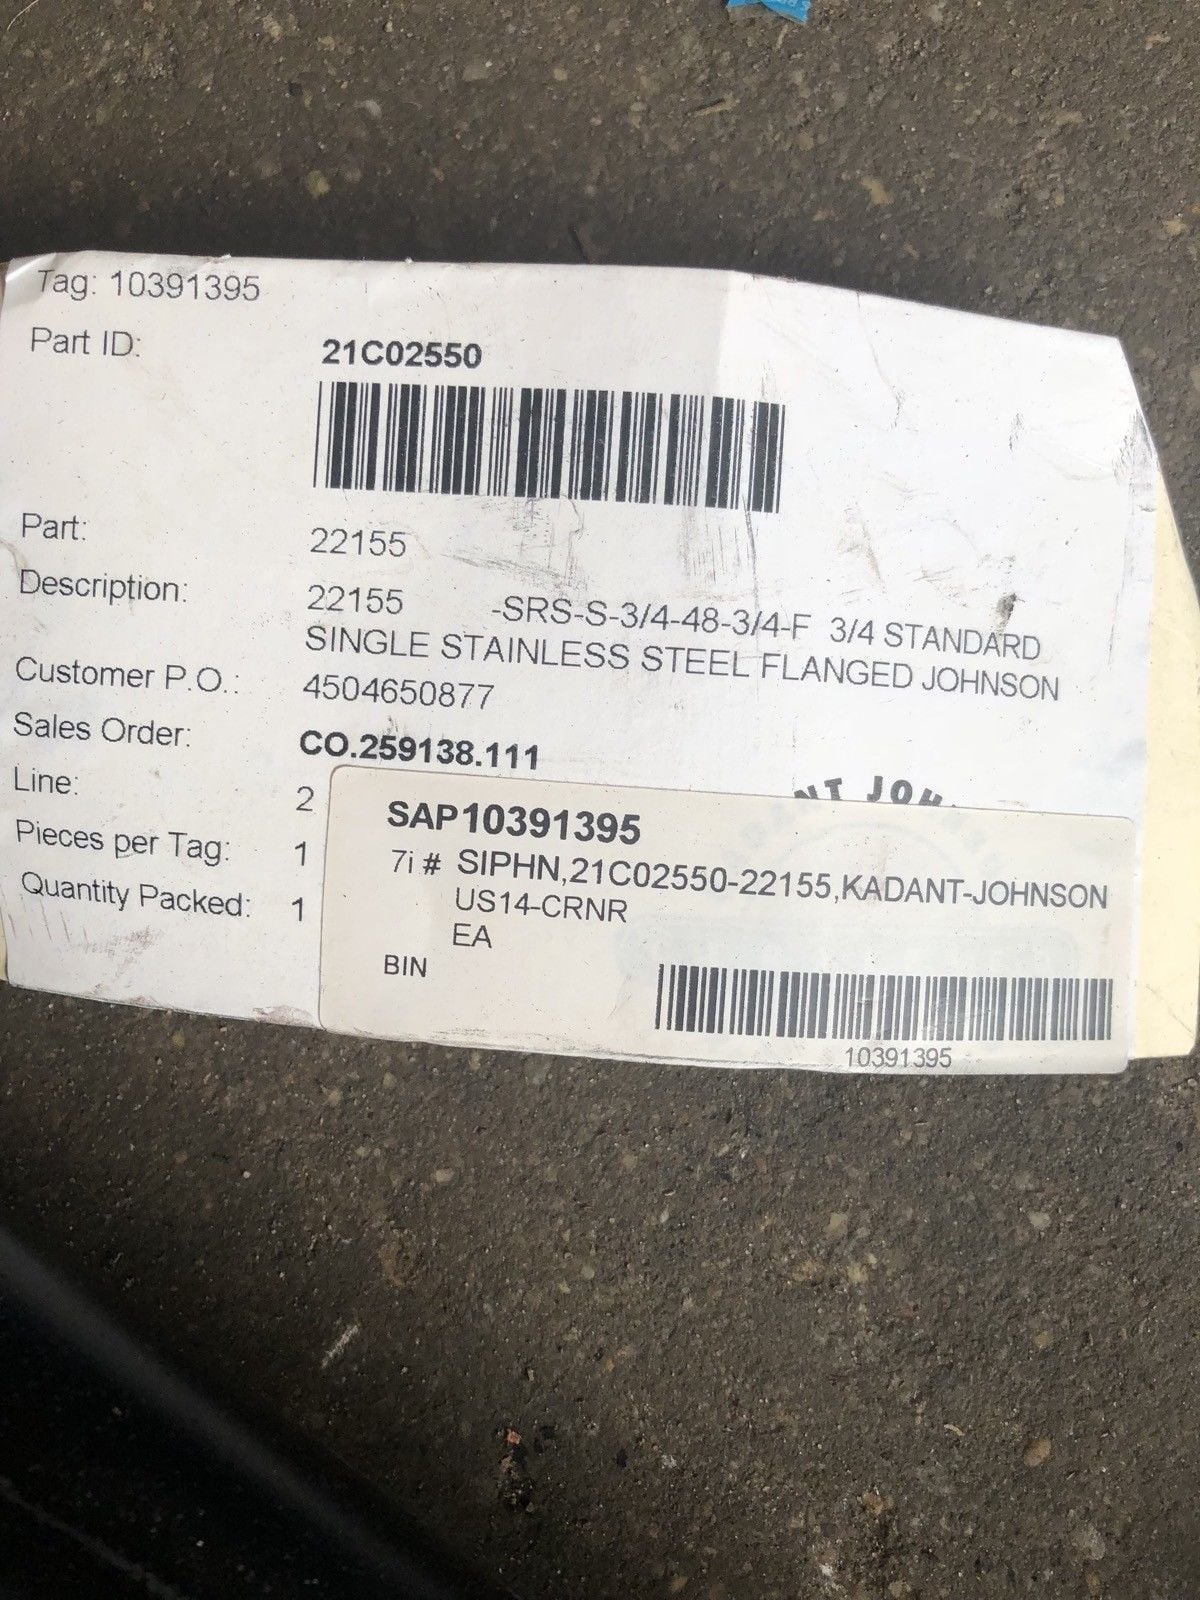 Tag: 10391395
Part ID: 21C02550
Part: 22155
Description: 22155 -SRS-S-3/4-48-3/4-F 3/4 STANDARD
SINGLE STAINLESS STEEL FLANGED JOHNSON
Customer P.O.: 4504650877
Sales Order: CO.259138.111
Line: 2
Pieces per Tag: 1
Quantity Packed: 1
NT JOH
SAP10391395
7i # SIPHN,21C02550-22155,KADANT-JOHNSON
US14-CRNR
EA
BIN
10391395